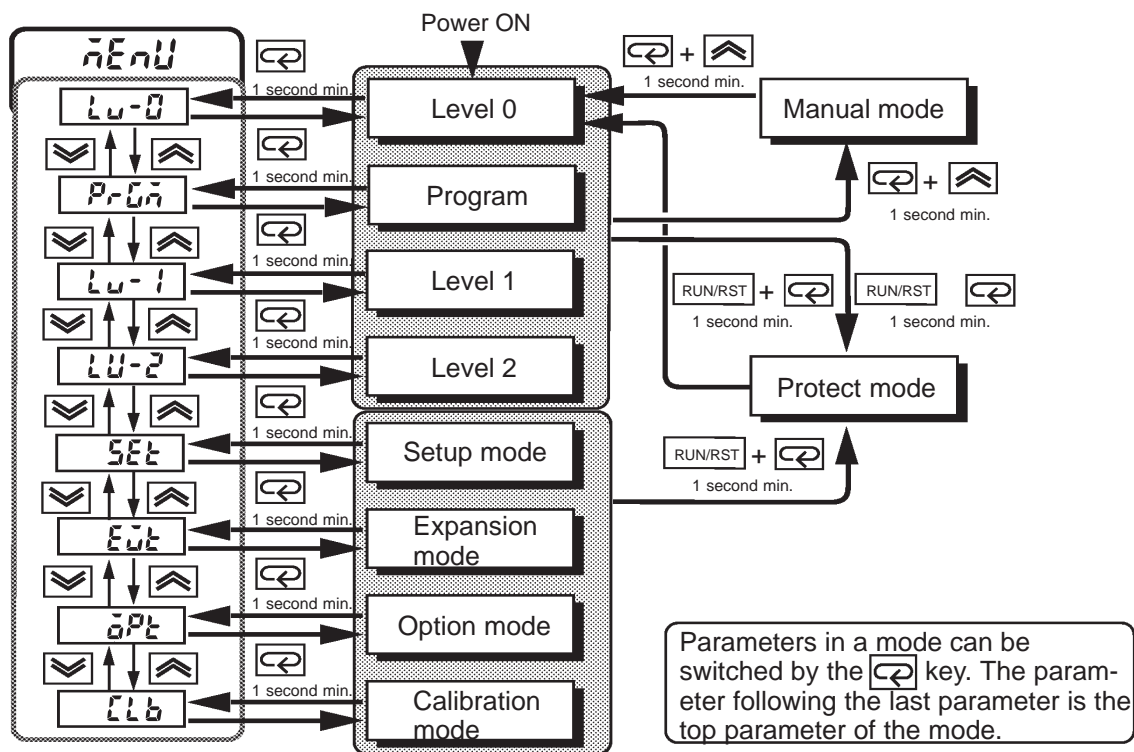 Power ON
mEnU
1 second min.
1 second min.
Lu-0
Level 0
Manual mode
1 second min.
PrGm
Program
+
1 second min.
+
1 second min.
Lu-1
Level 1
RUN/RST +
RUN/RST
1 second min.
1 second min.
1 second min.
LU-2
Level 2
Protect mode
1 second min.
SEt
Setup mode
RUN/RST +
1 second min.
1 second min.
Expansion
mode
1 second min.
oPt
Option mode
1 second min.
CLb
Calibration
mode
Parameters in a mode can be
switched by the key. The param-
eter following the last parameter is the
top parameter of the mode.